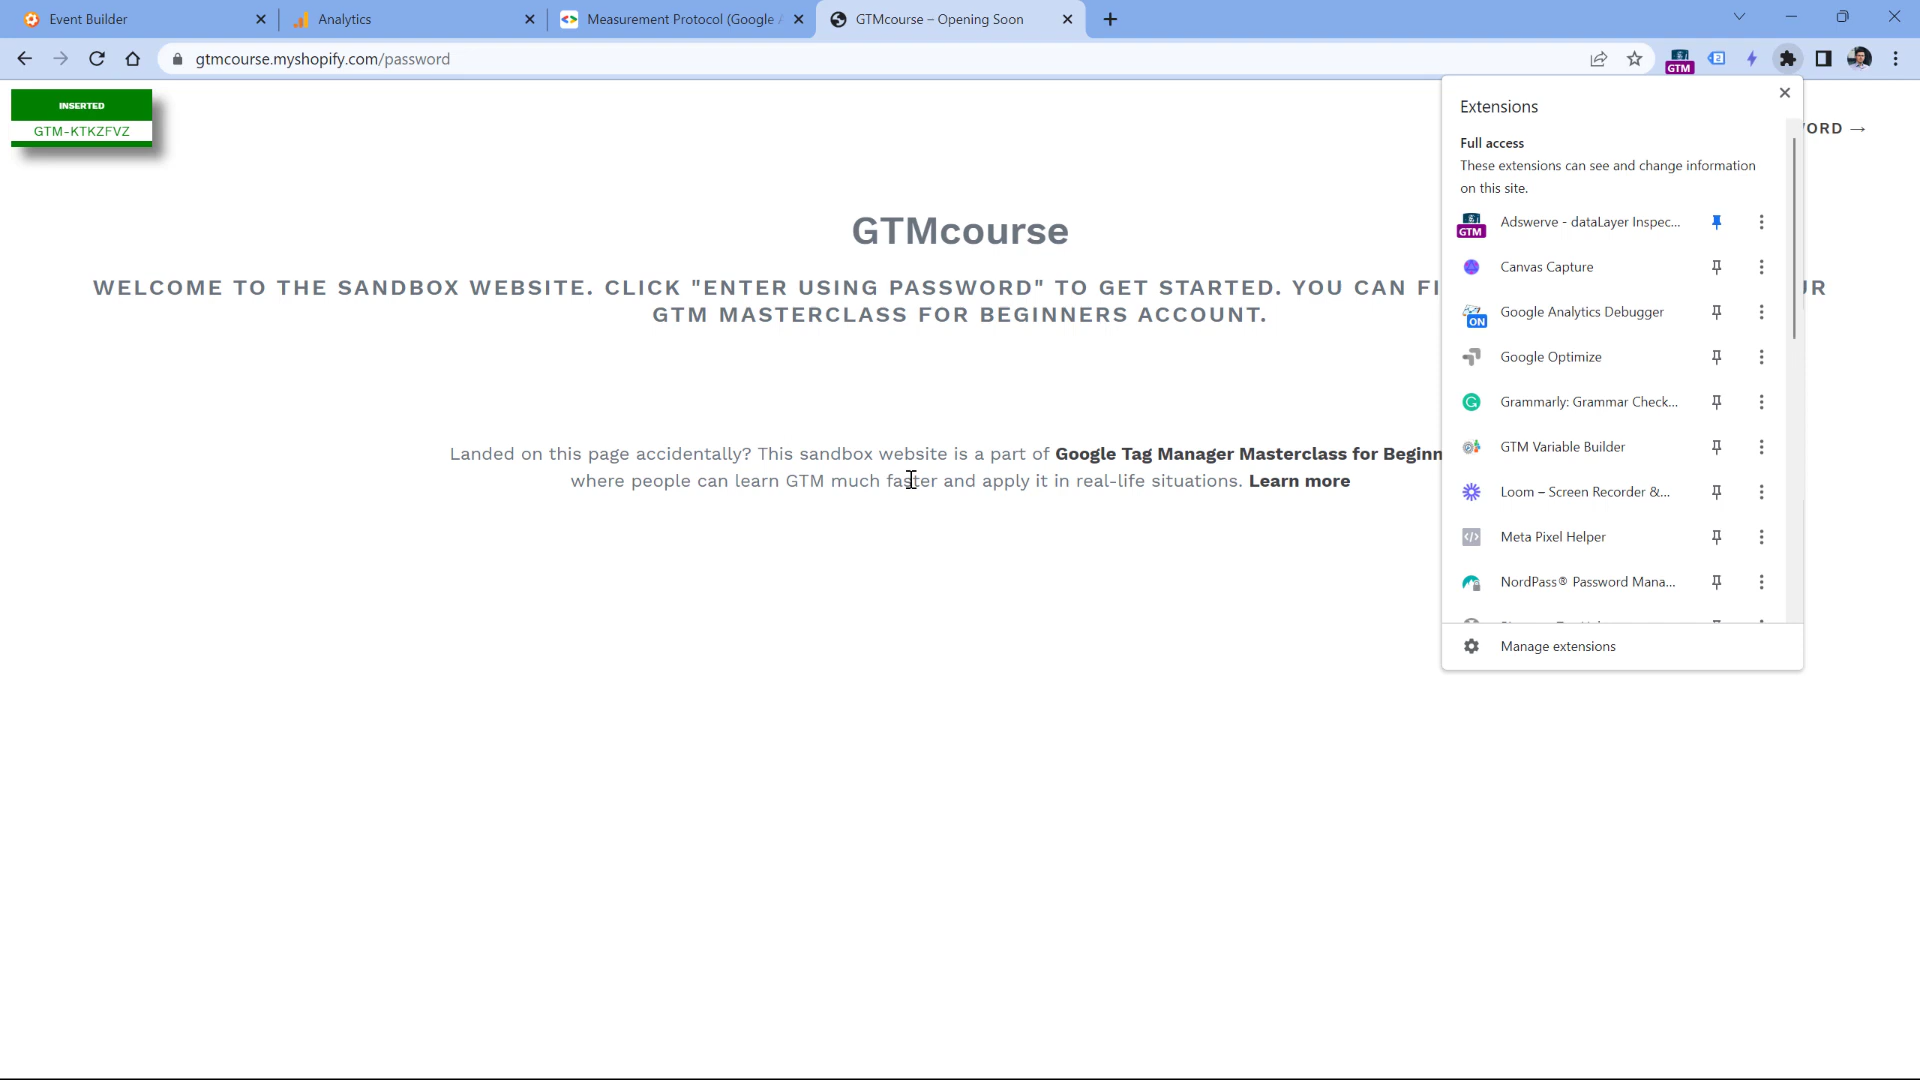 Event Builder
Analytics
Measurement Protocol (Google
GTMcourse – Opening Soon
gtmcourse.myshopify.com/password
GTM
2
INSERTED
GTM-KTKZFVZ
ORD →
GTMcourse
WELCOME TO THE SANDBOX WEBSITE. CLICK "ENTER USING PASSWORD" TO GET STARTED. YOU CAN FI
UR
GTM MASTERCLASS FOR BEGINNERS ACCOUNT.
Landed on this page accidentally? This sandbox website is a part of Google Tag Manager Masterclass for Beginn
where people can learn GTM much faster and apply it in real-life situations. Learn more
Extensions
Full access
These extensions can see and change information
on this site.
GTM
Adswerve - dataLayer Inspec...
Canvas Capture
ON
Google Analytics Debugger
Google Optimize
Grammarly: Grammar Check...
GTM Variable Builder
Loom – Screen Recorder &...
Meta Pixel Helper
NordPass® Password Mana...
Manage extensions